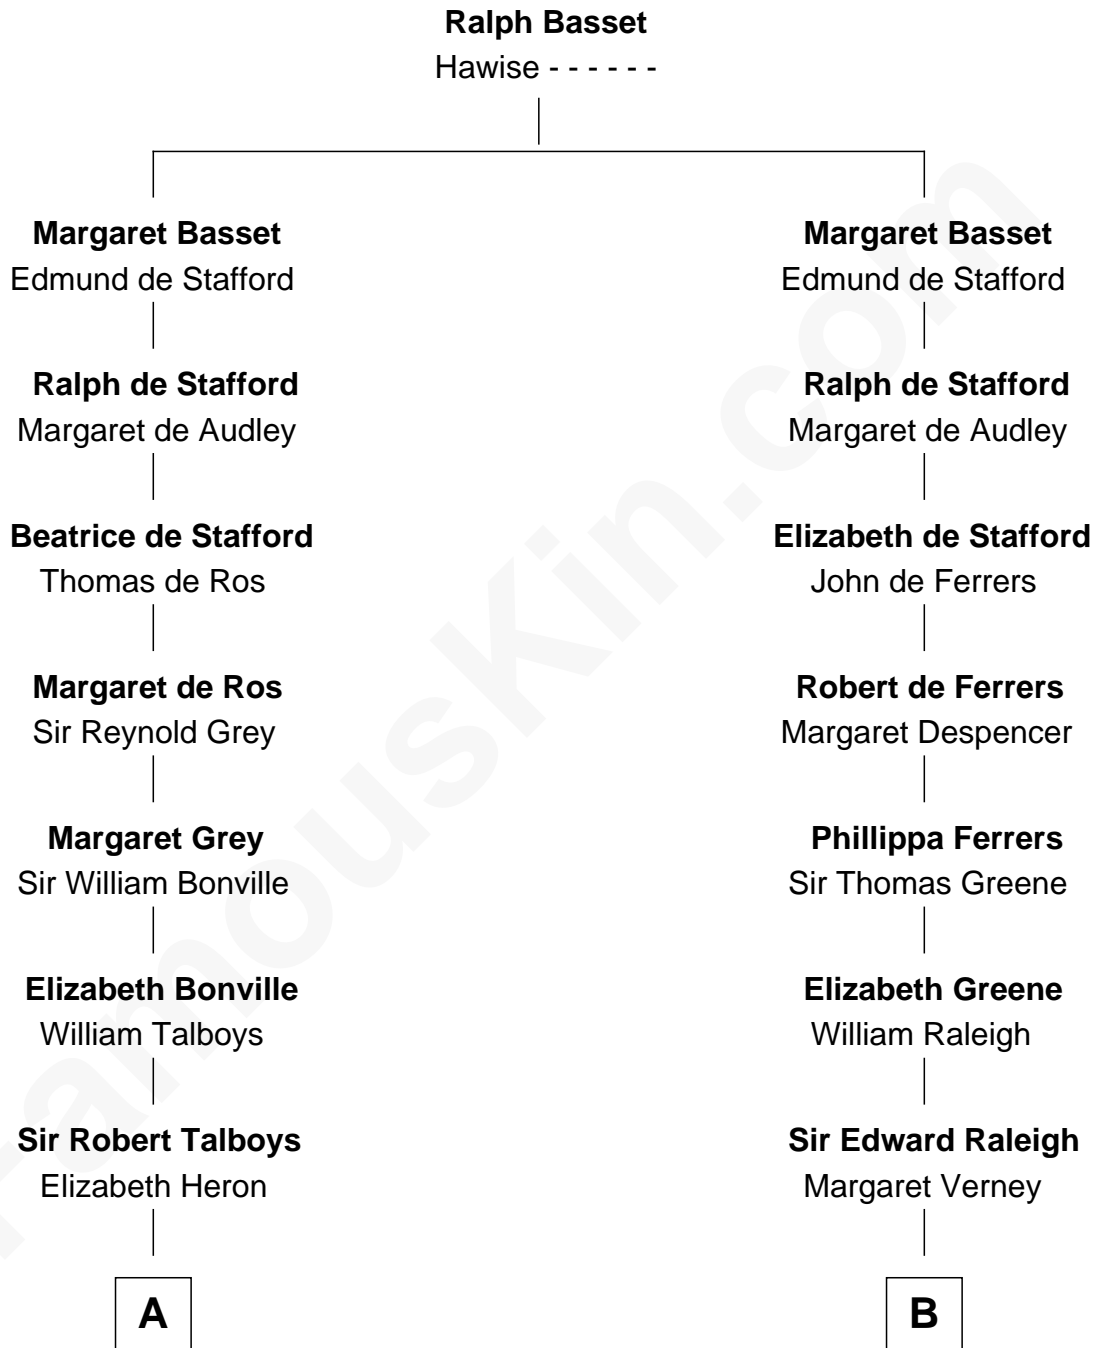 Ralph Basset
Hawise - - - - - -
Margaret Basset
Edmund de Stafford
Ralph de Stafford
Margaret de Audley
Beatrice de Stafford
Thomas de Ros
Margaret de Ros
Sir Reynold Grey
Margaret Grey
Sir William Bonville
Elizabeth Bonville
William Talboys
Sir Robert Talboys
Elizabeth Heron
A
Margaret Basset
Edmund de Stafford
Ralph de Stafford
Margaret de Audley
Elizabeth de Stafford
John de Ferrers
Robert de Ferrers
Margaret Despencer
Phillippa Ferrers
Sir Thomas Greene
Elizabeth Greene
William Raleigh
Sir Edward Raleigh
Margaret Verney
B
FamousKin.com